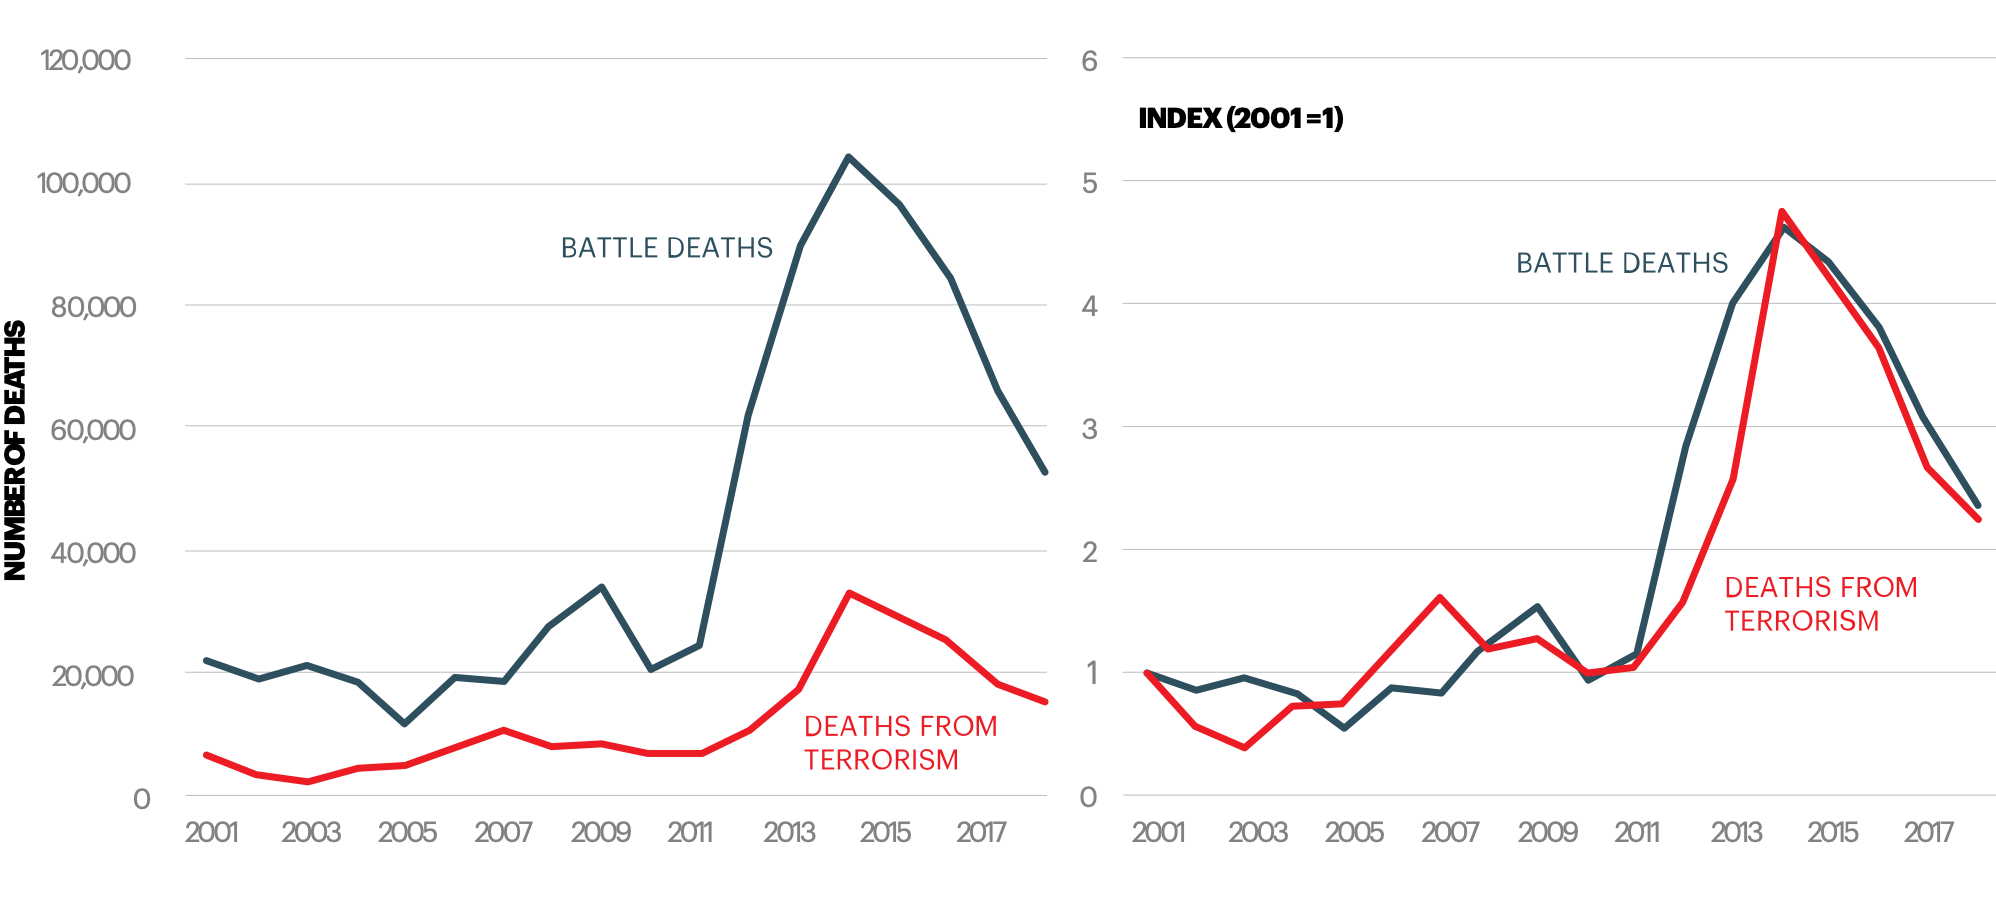 NUMBER OF DEATHS
120,000
100,000
80,000
60,000
40,000
20,000
0
BATTLE DEATHS
DEATHS FROM
TERRORISM
2001 2003 2005 2007 2009 2011 2013 2015 2017
INDEX (2001 =1)
6
5
4
3
2
1
0
BATTLE DEATHS
DEATHS FROM
TERRORISM
2001 2003 2005 2007 2009 2011 2013 2015 2017